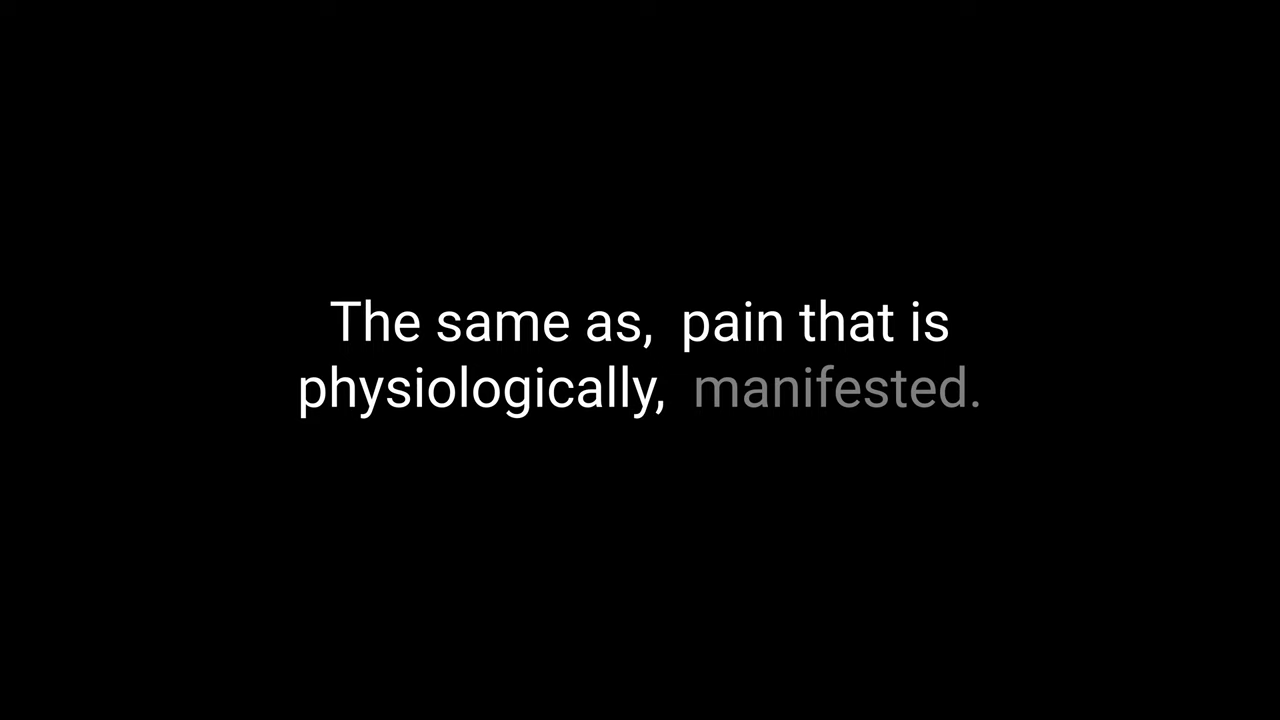 The same as,  pain that is
physiologically,  manifested.